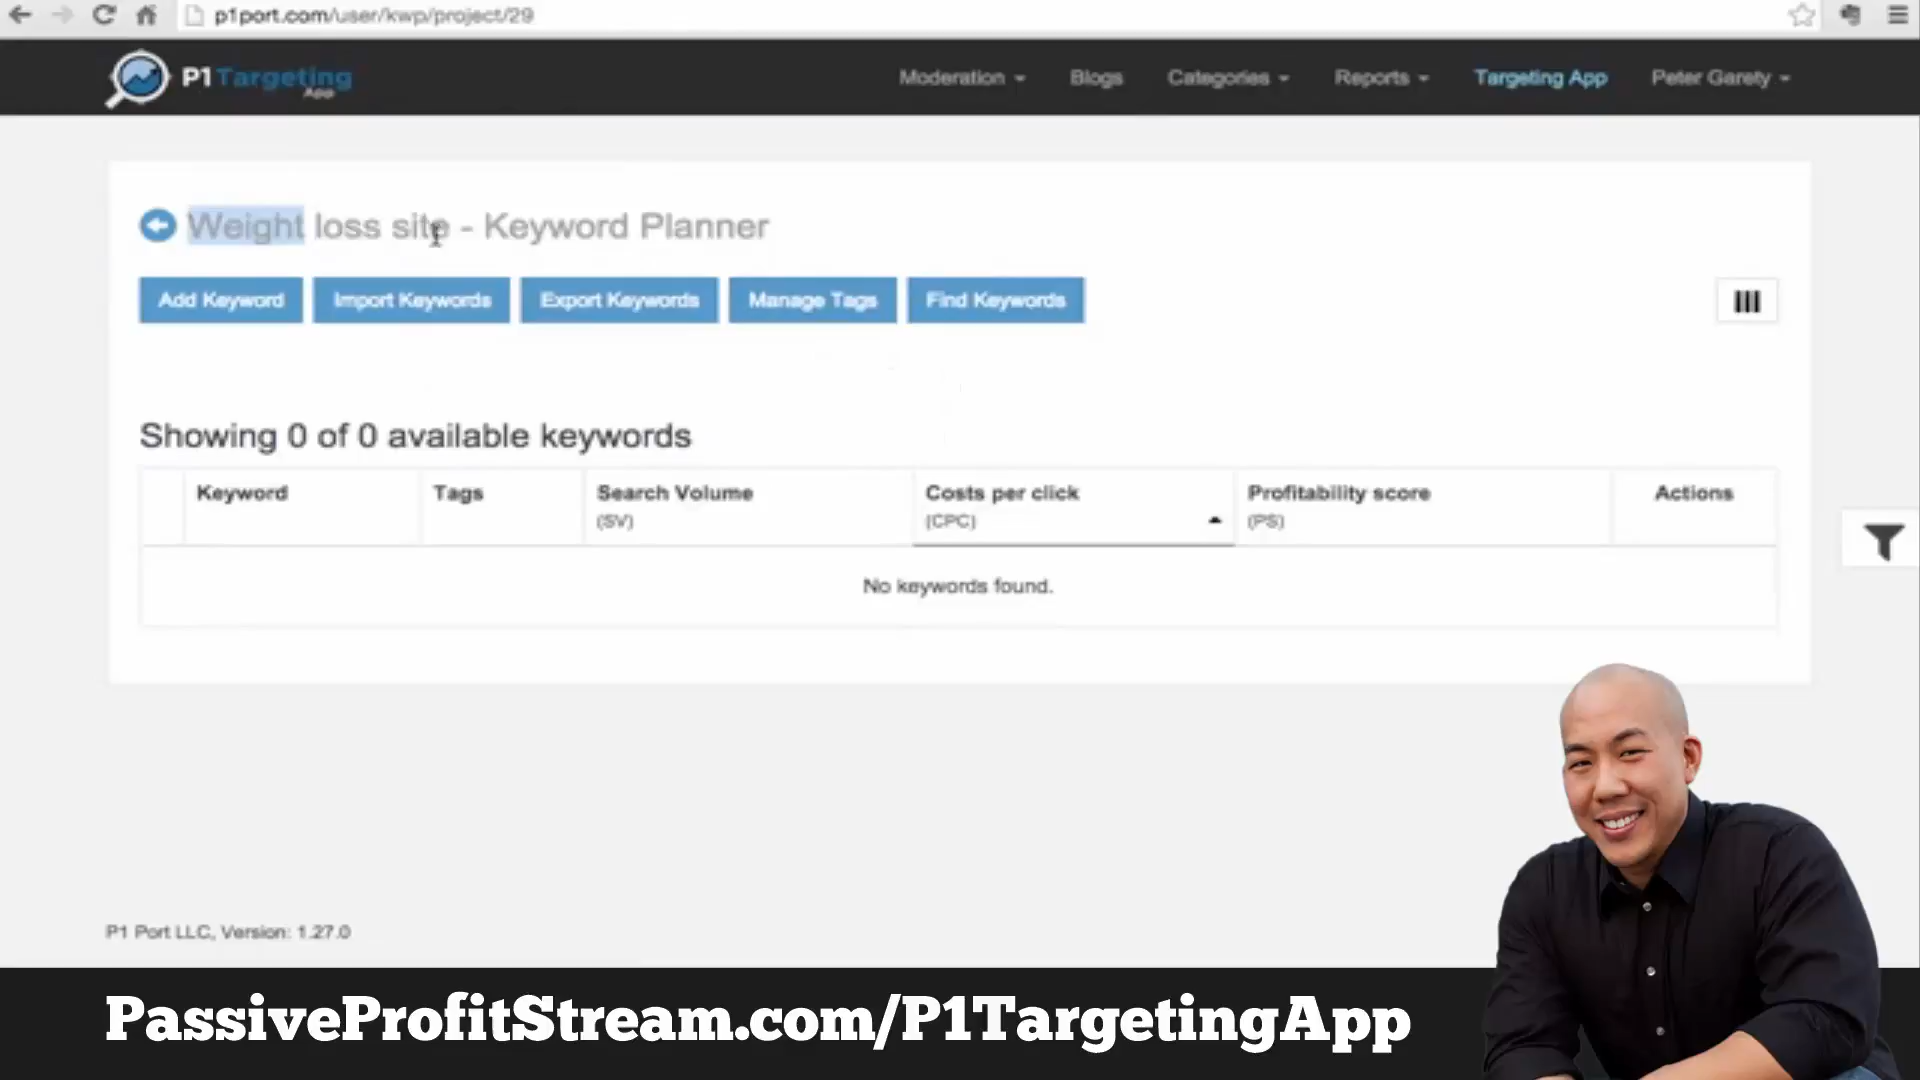 p1port.com/user/kwp/project/29
P1 Targeting App
Moderation Blogs Categories Reports Targeting App Peter Garety
Weight loss site - Keyword Planner
Add Keyword Import Keywords Export Keywords Manage Tags Find Keywords
Showing 0 of 0 available keywords
Keyword Tags Search Volume Costs per click Profitability score Actions
(SV) (CPC) (PS)
No keywords found.
P1 Port LLC, Version: 1.27.0
PassiveProfitStream.com/P1TargetingApp